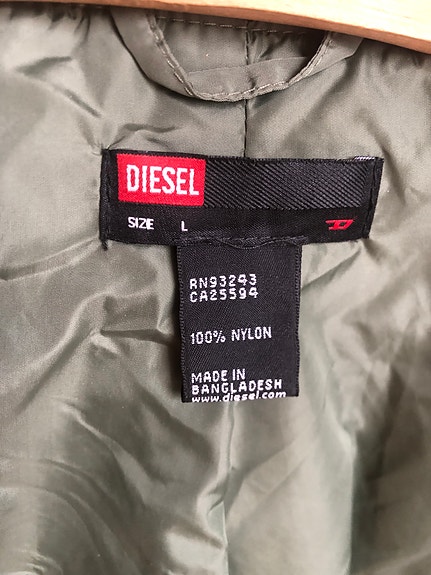 DIESEL
SIZE L
RN93243
CA25594
100% NYLON
MADE IN
BANGLADESH
www.diesel.com